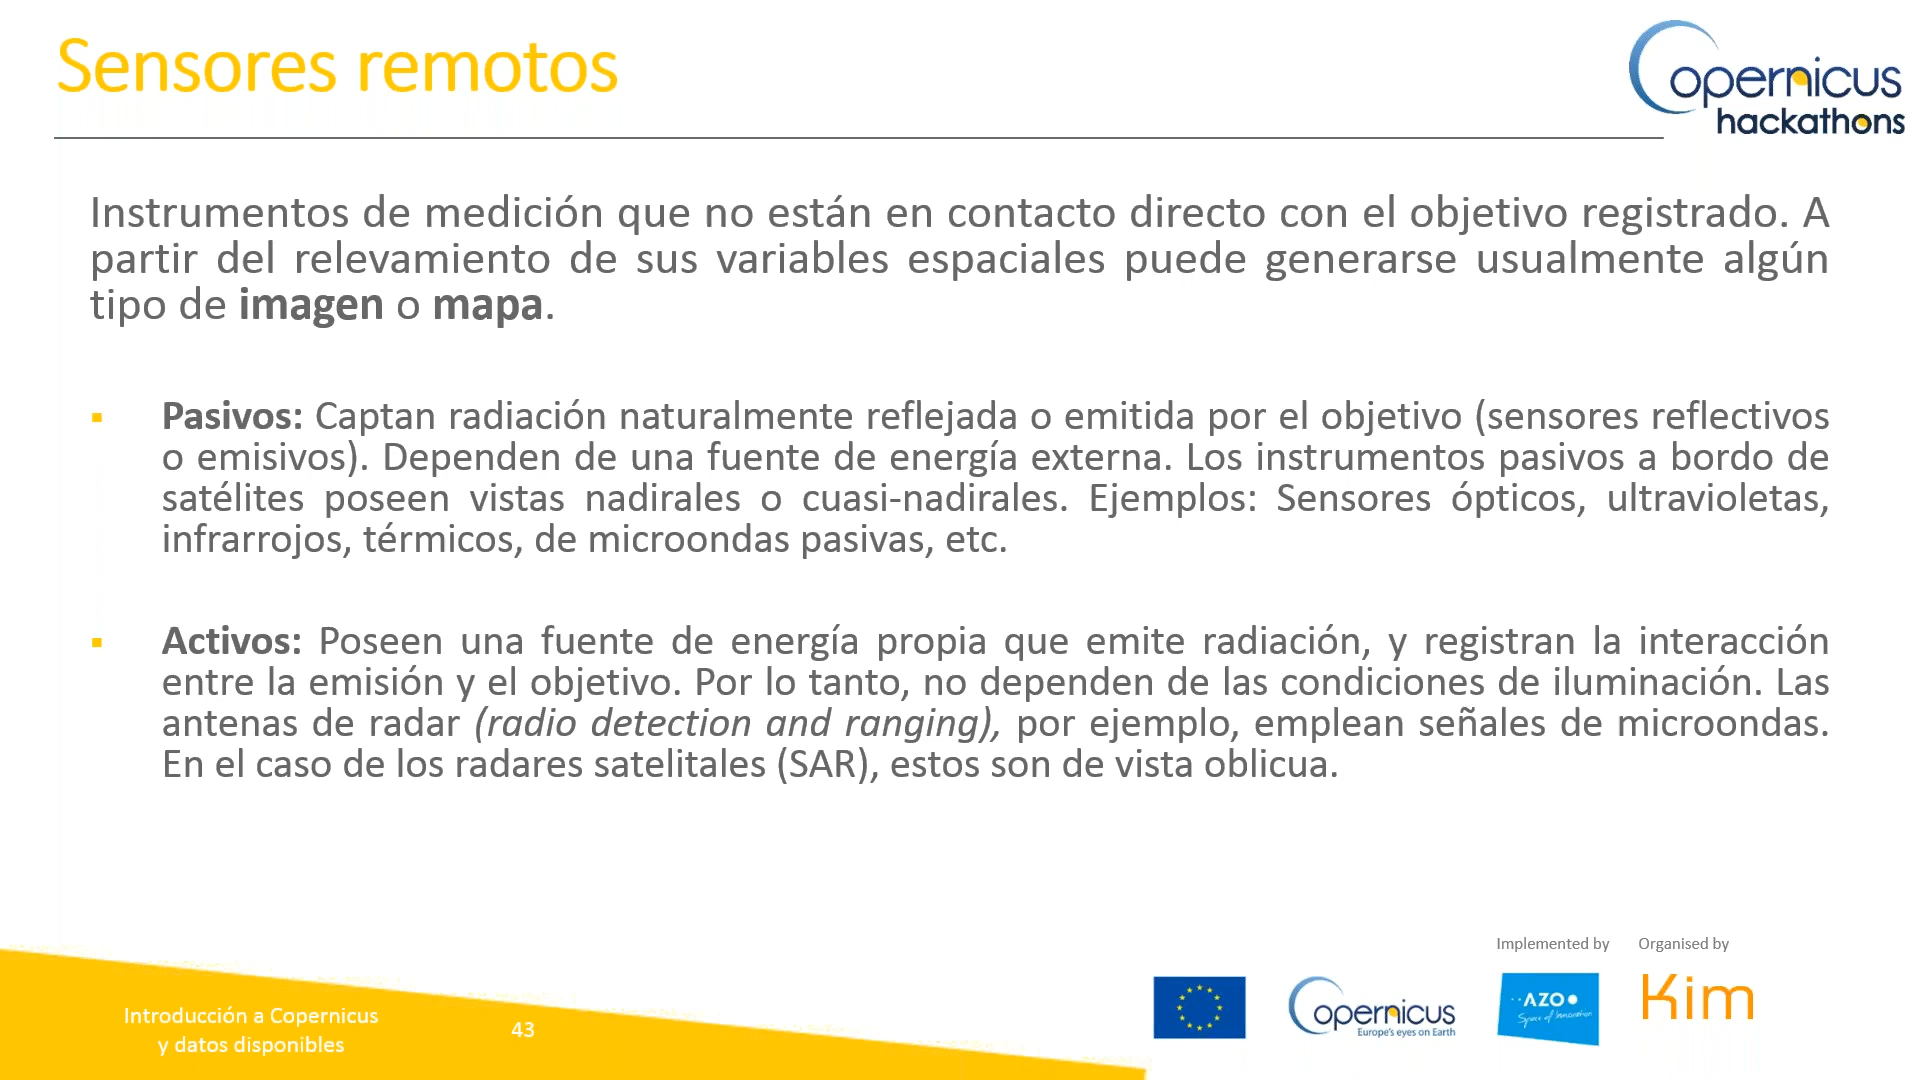 Sensores remotos
Copernicus
hackathons
Instrumentos de medición que no están en contacto directo con el objetivo registrado. A
partir del relevamiento de sus variables espaciales puede generarse usualmente algún
tipo de imagen o mapa.
Pasivos: Captan radiación naturalmente reflejada o emitida por el objetivo (sensores reflectivos
o emisivos). Dependen de una fuente de energía externa. Los instrumentos pasivos a bordo de
satélites poseen vistas nadirales o cuasi-nadirales. Ejemplos: Sensores ópticos, ultravioletas,
infrarrojos, térmicos, de microondas pasivas, etc.
Activos: Poseen una fuente de energía propia que emite radiación, y registran la interacción
entre la emisión y el objetivo. Por lo tanto, no dependen de las condiciones de iluminación. Las
antenas de radar (radio detection and ranging), por ejemplo, emplean señales de microondas.
En el caso de los radares satelitales (SAR), estos son de vista oblicua.
Implemented by
Organised by
Copernicus
Europe's eyes on Earth
AZO
Space of Innovation
Kim
Introducción a Copernicus
y datos disponibles
43